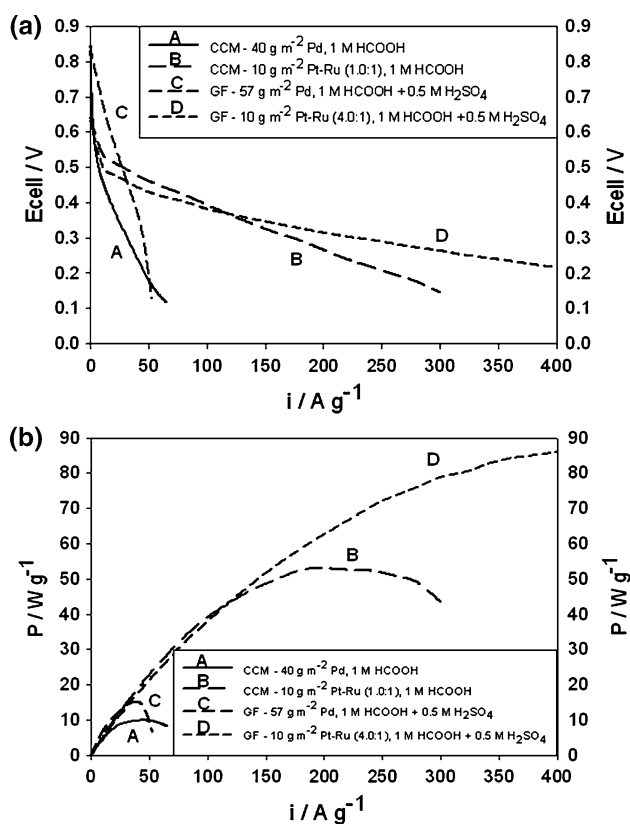 (a)
0.9
0.8
0.7
0.6
0.5
0.4
0.3
0.2
0.1
0.0
Ecell / V
A CCM - 40 g m-2 Pd, 1 M HCOOH
B CCM - 10 g m-2 Pt-Ru (1.0:1), 1 M HCOOH
C GF - 57 g m-2 Pd, 1 M HCOOH + 0.5 M H2SO4
D GF - 10 g m-2 Pt-Ru (4.0:1), 1 M HCOOH + 0.5 M H2SO4
C
A
B
D
0.9
0.8
0.7
0.6
0.5
0.4
0.3
0.2
0.1
0.0
Ecell / V
0 50 100 150 200 250 300 350 400
i / A g-1
(b)
90
80
70
60
50
40
30
20
10
0
P / W g-1
D
B
C
A
A CCM - 40 g m-2 Pd, 1 M HCOOH
B CCM - 10 g m-2 Pt-Ru (1.0:1), 1 M HCOOH
C GF - 57 g m-2 Pd, 1 M HCOOH + 0.5 M H2SO4
D GF - 10 g m-2 Pt-Ru (4.0:1), 1 M HCOOH + 0.5 M H2SO4
90
80
70
60
50
40
30
20
10
0
P / W g-1
0 50 100 150 200 250 300 350 400
i / A g-1